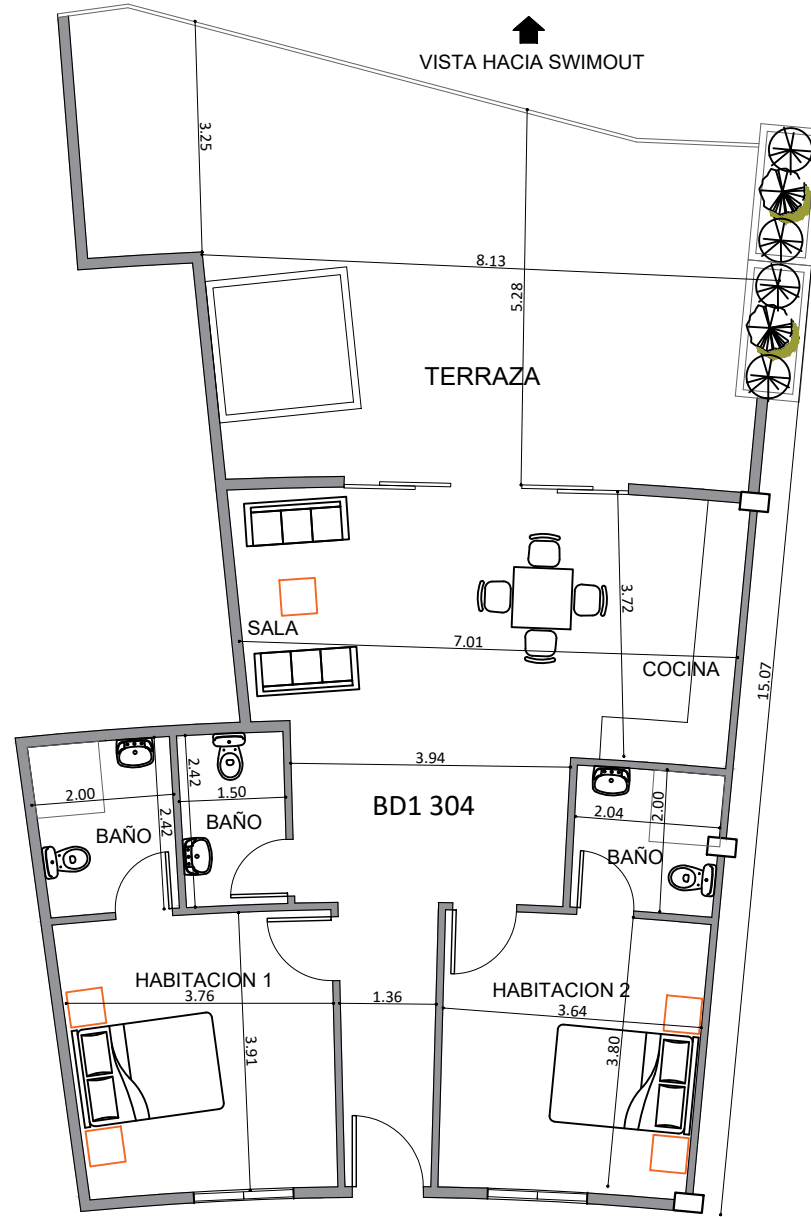 VISTA HACIA SWIMOUT
3.25
8.13
5.28
TERRAZA
3.72
SALA
7.01
COCINA
15.07
3.94
2.42
2.00
1.50
2.42
BAÑO
BAÑO
BD1 304
2.04
2.00
BAÑO
HABITACION 1
3.76
1.36
HABITACION 2
3.64
3.91
3.80